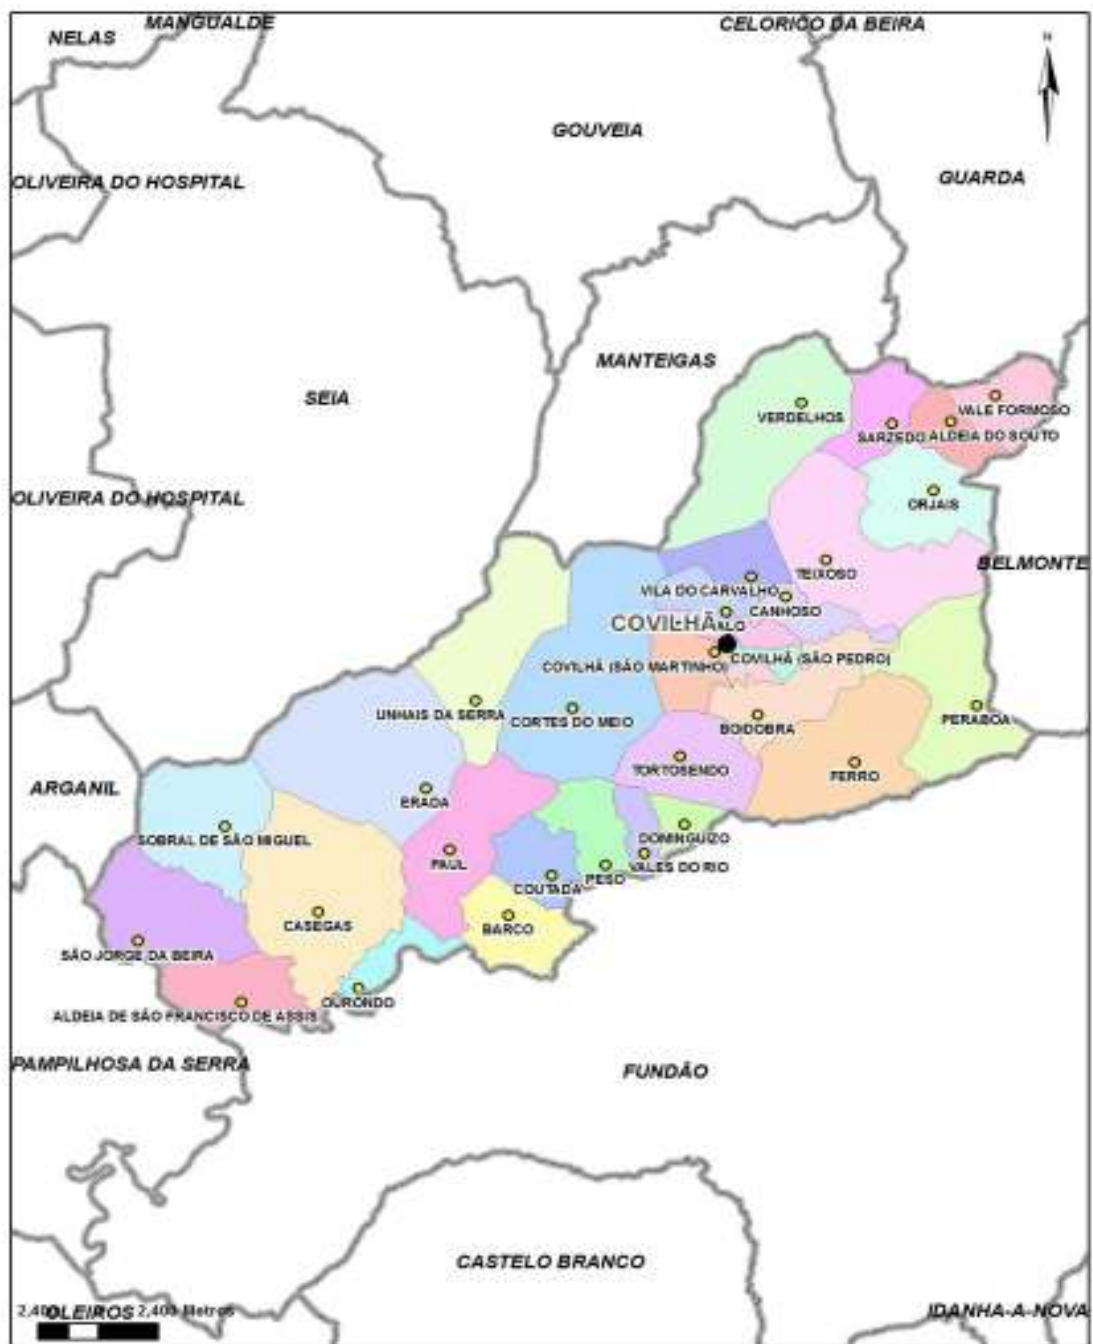 MANGUALDE
CELORICO DA BEIRA
NELAS
N
GOUVEIA
GUARDA
OLIVEIRA DO HOSPITAL
MANTEIGAS
SEIA
VALE FORMOSO
VERDELHOS
SARZEDO
ALDEIA DO SOUTO
OLIVEIRA DO HOSPITAL
ORJAIS
BELMONTE
TEIXOSO
VILA DO CARVALHO
CANHOSO
COVILHÃ
COVILHÃ (SÃO MARTINHO)
COVILHÃ (SÃO PEDRO)
UNHAIS DA SERRA
CORTES DO MEIO
BOIDOBRA
PERABOA
TORTOSENDO
FERRO
ARGANIL
ERADA
SOBRAL DE SÃO MIGUEL
DOMINGUIZO
PAUL
VALES DO RIO
COUTADA
PESO
CASEGAS
BARCO
SÃO JORGE DA BEIRA
OURONDO
ALDEIA DE SÃO FRANCISCO DE ASSIS
PAMPILHOSA DA SERRA
FUNDÃO
CASTELO BRANCO
OLEIROS
2,400 Metros
IDANHA-A-NOVA